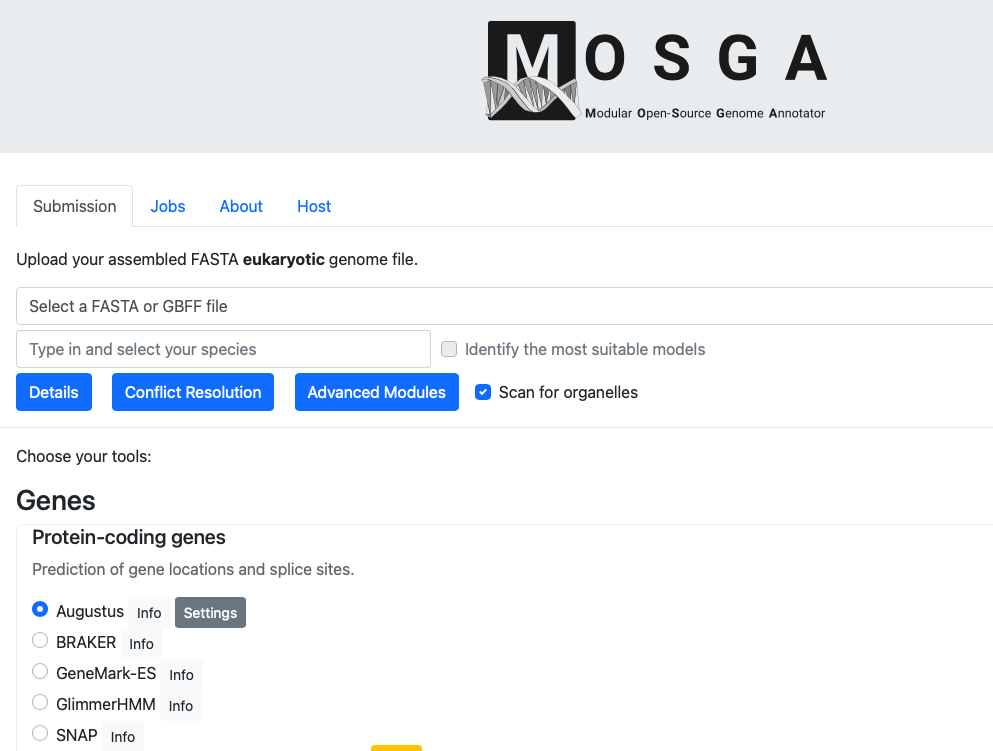 MOSGA
Modular Open-Source Genome Annotator
Submission Jobs About Host
Upload your assembled FASTA eukaryotic genome file.
Select a FASTA or GBFF file
Type in and select your species Identify the most suitable models
Details Conflict Resolution Advanced Modules Scan for organelles
Choose your tools:
Genes
Protein-coding genes
Prediction of gene locations and splice sites.
Augustus Info Settings
BRAKER Info
GeneMark-ES Info
GlimmerHMM Info
SNAP Info